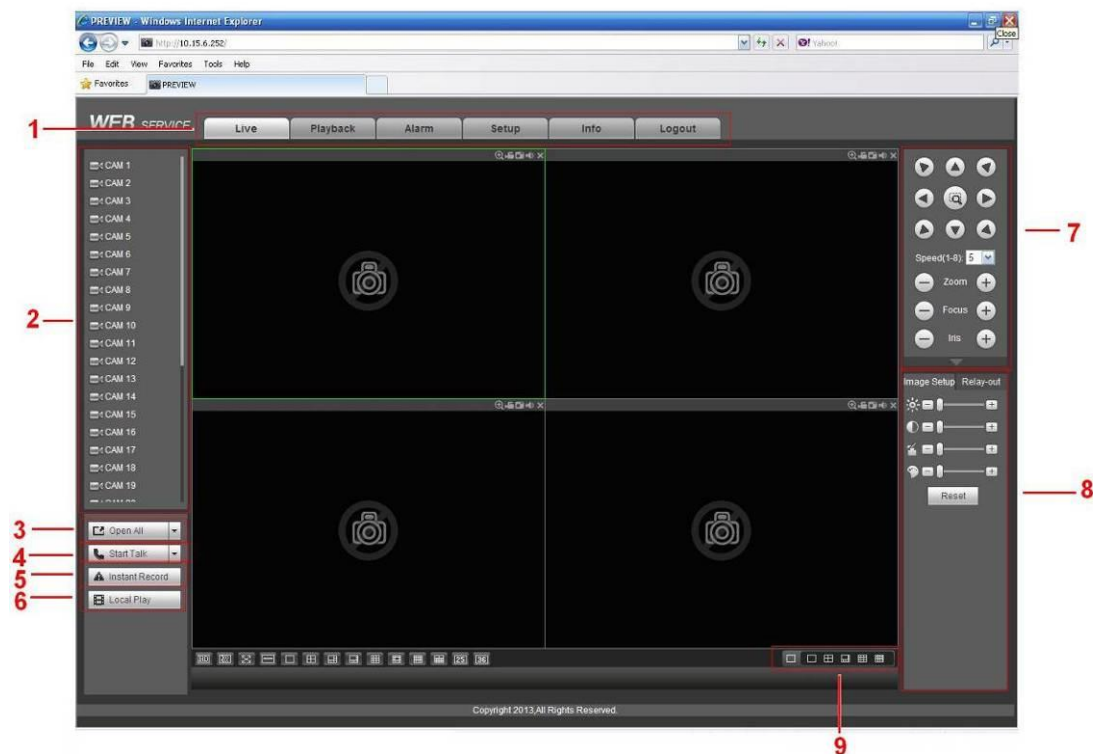 PREVIEW - Windows Internet Explorer
Close
http://10.15.6.252/
Yahoo!
File Edit View Favorites Tools Help
Favorites PREVIEW
WEB SERVICE
Live Playback Alarm Setup Info Logout
1
CAM 1
CAM 2
CAM 3
CAM 4
CAM 5
CAM 6
CAM 7
CAM 8
CAM 9
CAM 10
CAM 11
CAM 12
CAM 13
CAM 14
CAM 15
CAM 16
CAM 17
CAM 18
CAM 19
2
3
Open All
4
Start Talk
5
Instant Record
6
Local Play
7
Speed(1-8): 5
Zoom
Focus
Iris
Image Setup Relay-out
Reset
8
25 36
9
Copyright 2013,All Rights Reserved.